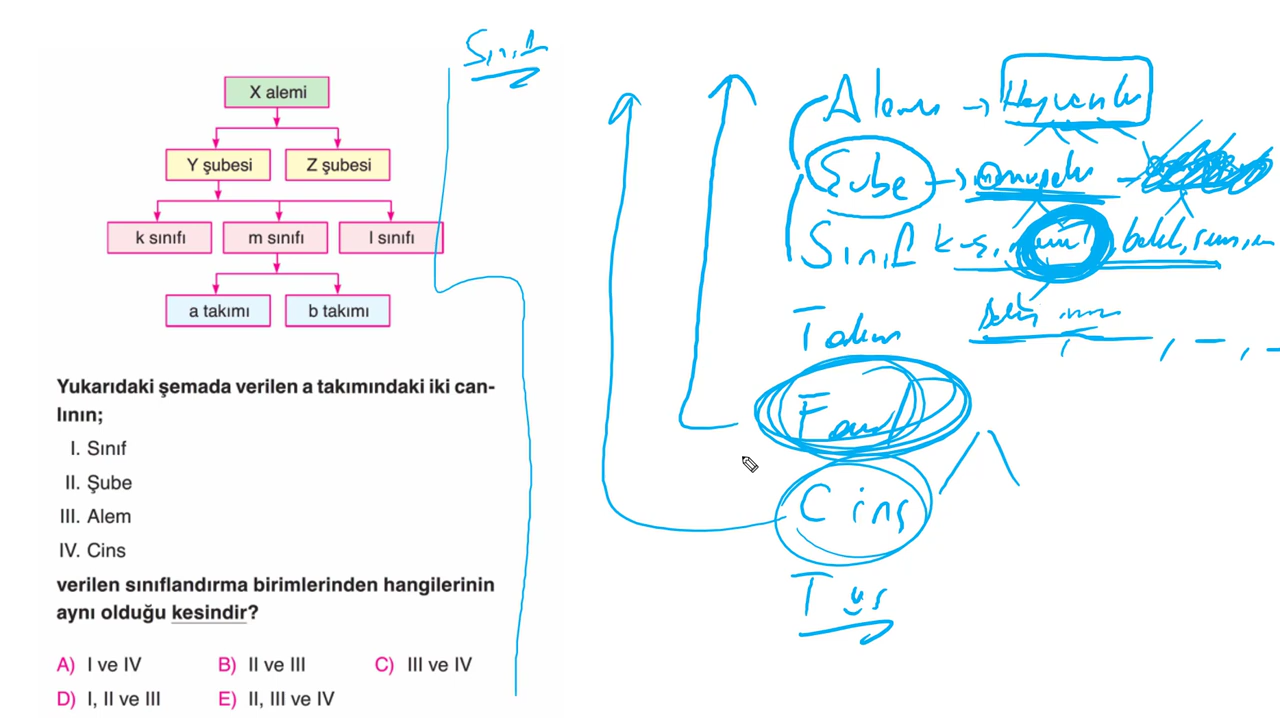 Sınıf
X alemi
Y şubesi Z şubesi
k sınıfı m sınıfı l sınıfı
a takımı b takımı
Yukarıdaki şemada verilen a takımındaki iki can-
lının;
I. Sınıf
II. Şube
III. Alem
IV. Cins
verilen sınıflandırma birimlerinden hangilerinin
aynı olduğu kesindir?
A) I ve IV B) II ve III C) III ve IV
D) I, II ve III E) II, III ve IV
Alem →
Şube →
Sınıf
Takım
Cins
Tür